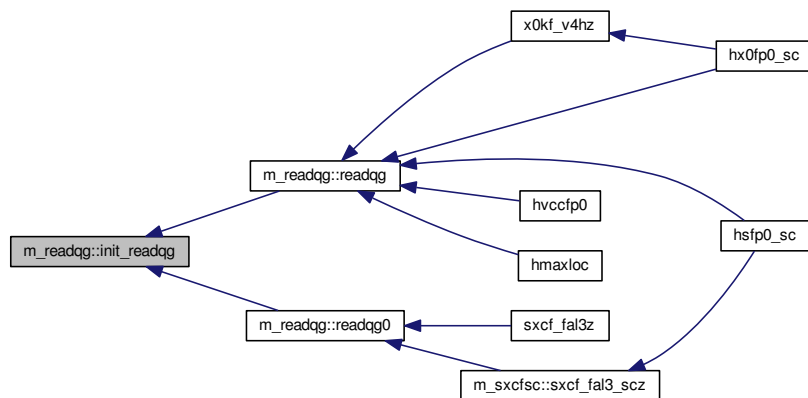 x0kf_v4hz
hx0fp0_sc
m_readqg::readqg
hvccfp0
hsfp0_sc
m_readqg::init_readqg
hmaxloc
m_readqg::readqg0
sxcf_fal3z
m_sxcfsc::sxcf_fal3_scz